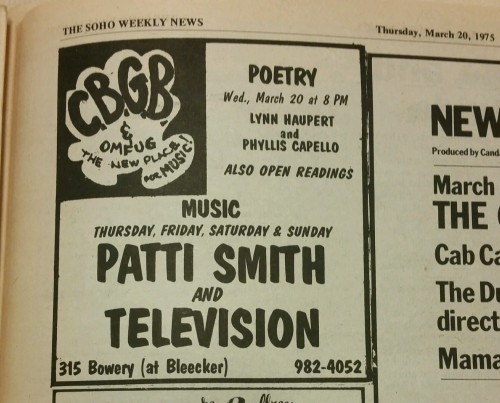 THE SOHO WEEKLY NEWS
Thursday, March 20, 1975
CBGB
& OMFUG
THE NEW PLACE
FOR MUSIC!
POETRY
Wed., March 20 at 8 PM
LYNN HAUPERT
and
PHYLLIS CAPELLO
ALSO OPEN READINGS
MUSIC
THURSDAY, FRIDAY, SATURDAY & SUNDAY
PATTI SMITH
AND
TELEVISION
315 Bowery (at Bleecker) 982-4052
NEW
Produced by Cand
March
THE
Cab Ca
The Du
direct
Mama